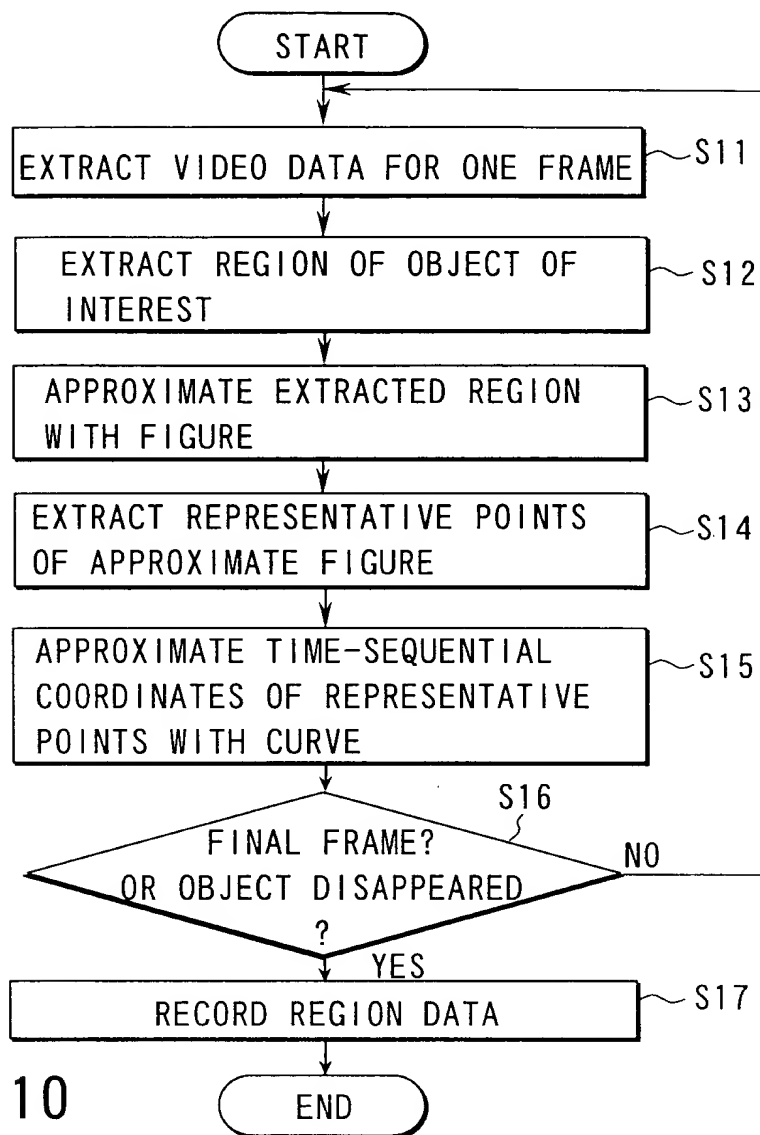 START
EXTRACT VIDEO DATA FOR ONE FRAME
S11
EXTRACT REGION OF OBJECT OF
INTEREST
S12
APPROXIMATE EXTRACTED REGION
WITH FIGURE
S13
EXTRACT REPRESENTATIVE POINTS
OF APPROXIMATE FIGURE
S14
APPROXIMATE TIME-SEQUENTIAL
COORDINATES OF REPRESENTATIVE
POINTS WITH CURVE
S15
S16
FINAL FRAME?
OR OBJECT DISAPPEARED
?
NO
YES
RECORD REGION DATA
S17
END
10